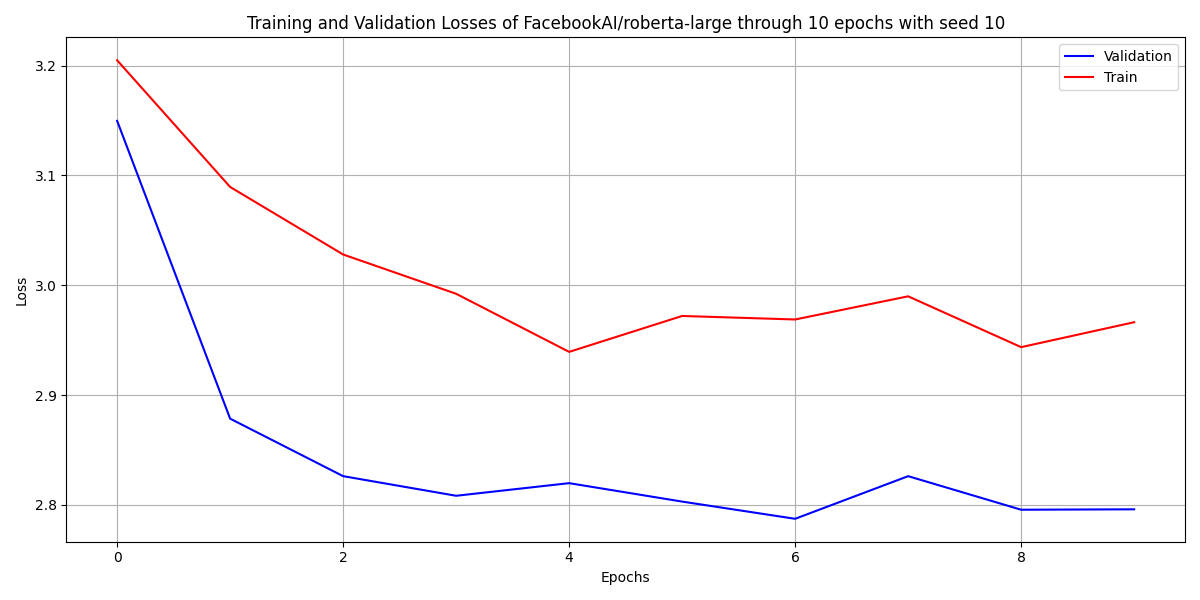 Training and Validation Losses of FacebookAI/roberta-large through 10 epochs with seed 10
Validation
Train
3.2
3.1
3.0
2.9
2.8
Loss
0 2 4 6 8
Epochs